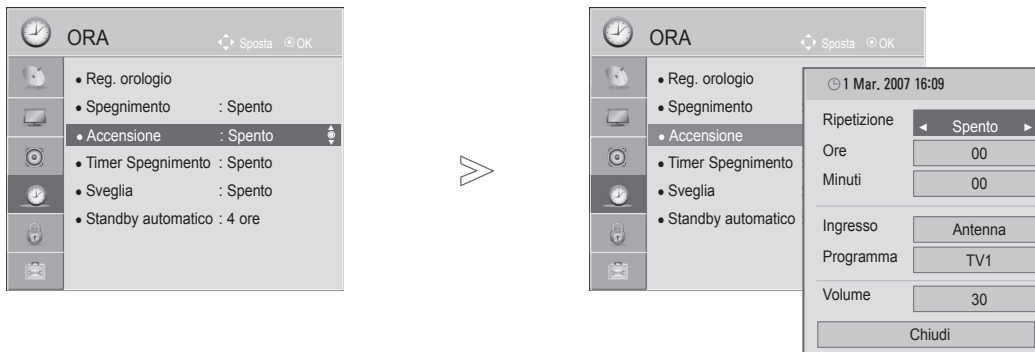 ORA
Sposta OK
● Reg. orologio
● Spegnimento : Spento
● Accensione : Spento
● Timer Spegnimento : Spento
● Sveglia : Spento
● Standby automatico : 4 ore
ORA
Sposta OK
● Reg. orologio
● Spegnimento :
● Accensione
● Timer Spegnimento :
● Sveglia :
● Standby automatico :
1 Mar. 2007 16:09
Ripetizione ◄ Spento ►
Ore 00
Minuti 00
Ingresso Antenna
Programma TV1
Volume 30
Chiudi